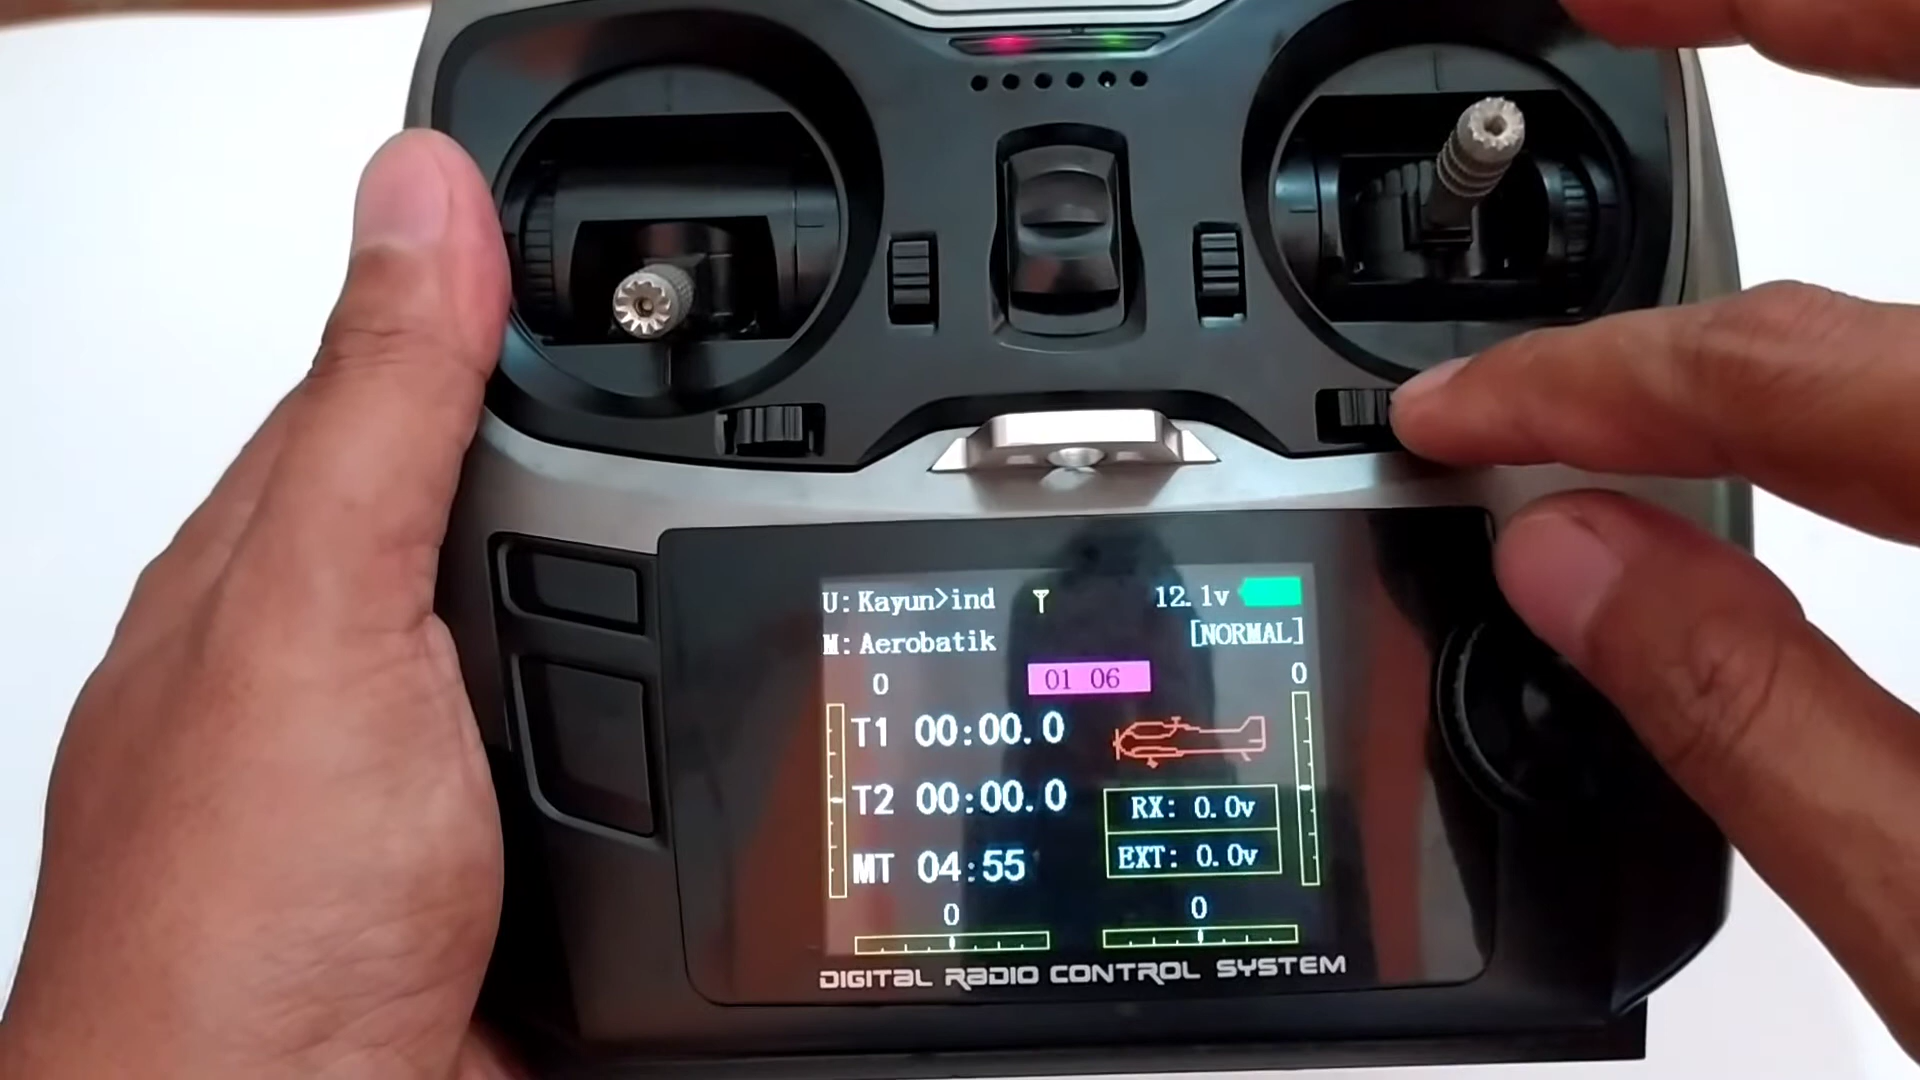 U: Kayun>ind 12.1v
M: Aerobatik [NORMAL]
0 01 06 0
T1 00:00.0
T2 00:00.0 RX: 0.0v
MT 04:55 EXT: 0.0v
0 0
DIGITAL RADIO CONTROL SYSTEM